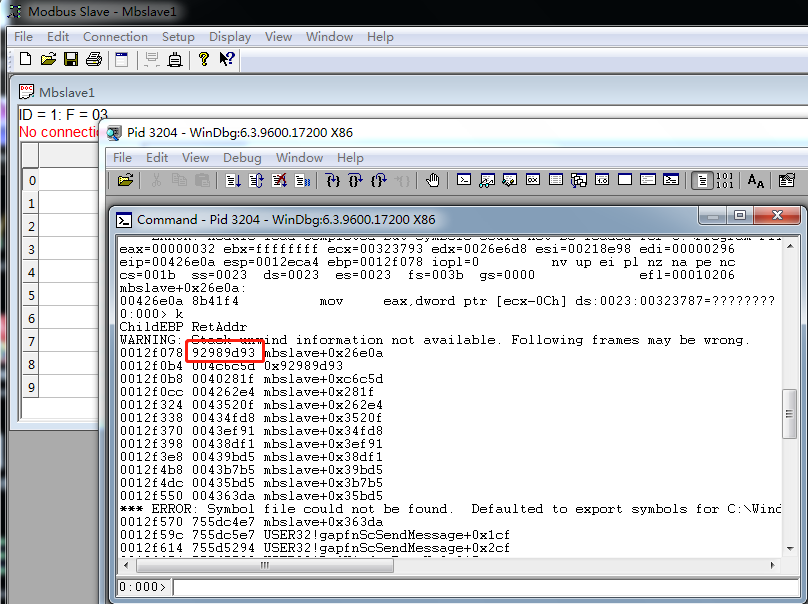 Modbus Slave - Mbslave1
File Edit Connection Setup Display View Window Help
Mbslave1
ID = 1: F = 03
No connecti
0
1
2
3
4
5
6
7
8
9
Pid 3204 - WinDbg:6.3.9600.17200 X86
File Edit View Debug Window Help
Command - Pid 3204 - WinDbg:6.3.9600.17200 X86
eax=00000032 ebx=ffffffff ecx=00323793 edx=0026e6d8 esi=00218e98 edi=00000296
eip=00426e0a esp=0012eca4 ebp=0012f078 iopl=0 nv up ei pl nz na pe nc
cs=001b ss=0023 ds=0023 es=0023 fs=003b gs=0000 efl=00010206
mbslave+0x26e0a:
00426e0a 8b41f4 mov eax,dword ptr [ecx-0Ch] ds:0023:00323787=????????
0:000> k
ChildEBP RetAddr
WARNING: Stack unwind information not available. Following frames may be wrong.
0012f078 92989d93 mbslave+0x26e0a
0012f0b4 004c6c5d 0x92989d93
0012f0b8 0040281f mbslave+0xc6c5d
0012f0cc 004262e4 mbslave+0x281f
0012f324 0043520f mbslave+0x262e4
0012f338 00434fd8 mbslave+0x3520f
0012f370 0043ef91 mbslave+0x34fd8
0012f398 00438df1 mbslave+0x3ef91
0012f3e8 00439bd5 mbslave+0x38df1
0012f4b8 0043b7b5 mbslave+0x39bd5
0012f4dc 00435bd5 mbslave+0x3b7b5
0012f550 004363da mbslave+0x35bd5
*** ERROR: Symbol file could not be found. Defaulted to export symbols for C:\Wind
0012f570 755dc4e7 mbslave+0x363da
0012f59c 755dc5e7 USER32!gapfnScSendMessage+0x1cf
0012f614 755d5294 USER32!gapfnScSendMessage+0x2cf
0:000>